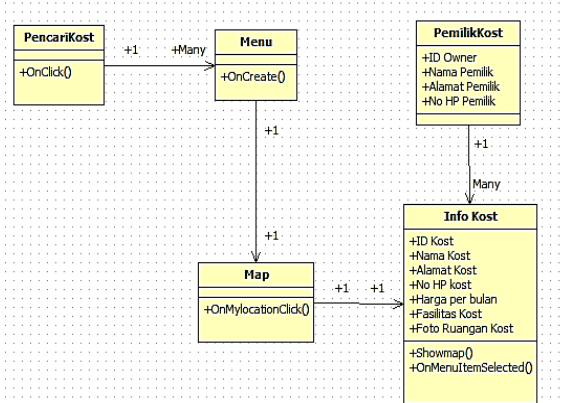 PencariKost
+OnClick()
+1
+Many
Menu
+OnCreate()
+1
+1
Map
+OnMylocationClick()
+1
+1
PemilikKost
+ID Owner
+Nama Pemilik
+Alamat Pemilik
+No HP Pemilik
+1
Many
Info Kost
+ID Kost
+Nama Kost
+Alamat Kost
+No HP kost
+Harga per bulan
+Fasilitas Kost
+Foto Ruangan Kost
+Showmap()
+OnMenuItemSelected()